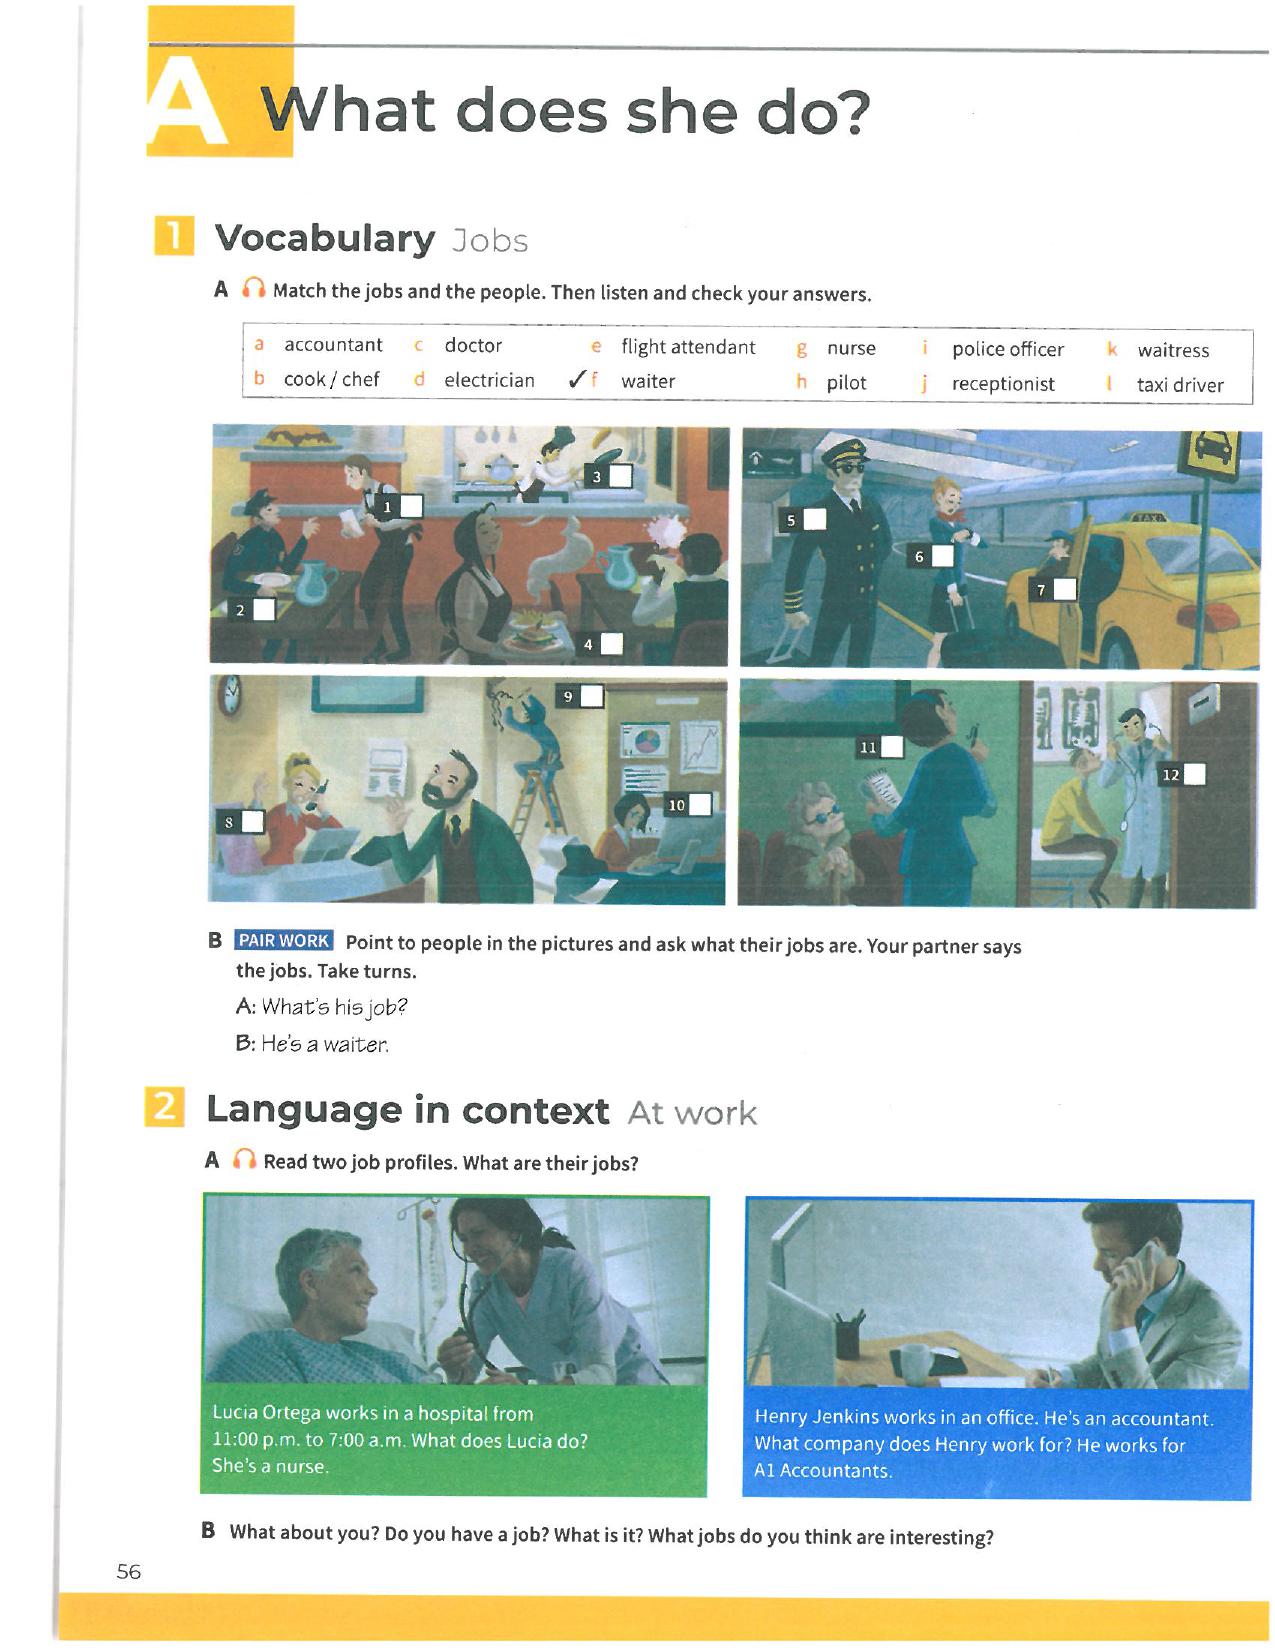 A What does she do?
1 Vocabulary Jobs
A Match the jobs and the people. Then listen and check your answers.
a accountant c doctor e flight attendant g nurse i police officer k waitress
b cook / chef d electrician ✓ f waiter h pilot j receptionist l taxi driver
1
2
3
4
5
6
7
TAXI
8
9
10
11
12
B PAIR WORK Point to people in the pictures and ask what their jobs are. Your partner says
the jobs. Take turns.
A: What's his job?
B: He's a waiter.
2 Language in context At work
A Read two job profiles. What are their jobs?
Lucia Ortega works in a hospital from
11:00 p.m. to 7:00 a.m. What does Lucia do?
She's a nurse.
Henry Jenkins works in an office. He's an accountant.
What company does Henry work for? He works for
A1 Accountants.
B What about you? Do you have a job? What is it? What jobs do you think are interesting?
56